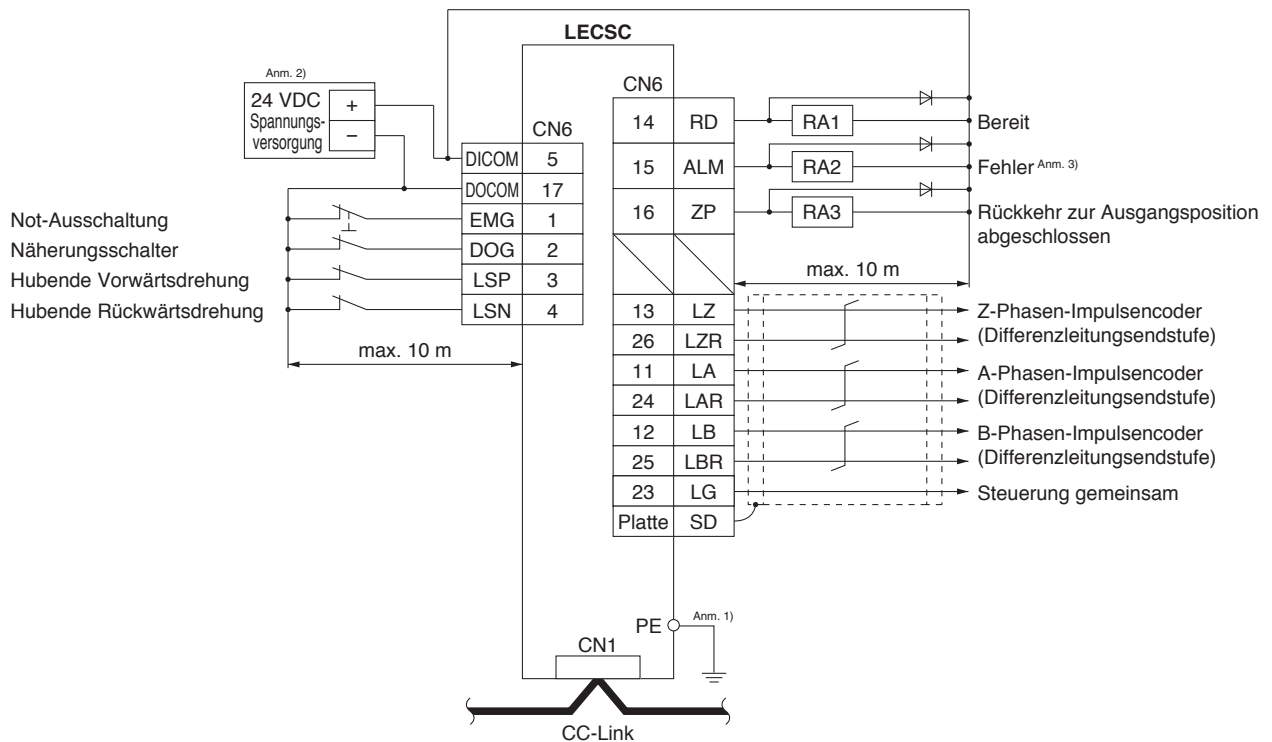 LECSC
Anm. 2)
24 VDC
Spannungs-
versorgung
+
−
CN6
DICOM 5
DOCOM 17
EMG 1
DOG 2
LSP 3
LSN 4
Not-Ausschaltung
Näherungsschalter
Hubende Vorwärtsdrehung
Hubende Rückwärtsdrehung
max. 10 m
CN6
14 RD RA1 Bereit
15 ALM RA2 Fehler Anm. 3)
16 ZP RA3 Rückkehr zur Ausgangsposition
abgeschlossen
max. 10 m
13 LZ Z-Phasen-Impulsencoder
26 LZR (Differenzleitungsendstufe)
11 LA A-Phasen-Impulsencoder
24 LAR (Differenzleitungsendstufe)
12 LB B-Phasen-Impulsencoder
25 LBR (Differenzleitungsendstufe)
23 LG Steuerung gemeinsam
Platte SD
PE Anm. 1)
CN1
CC-Link